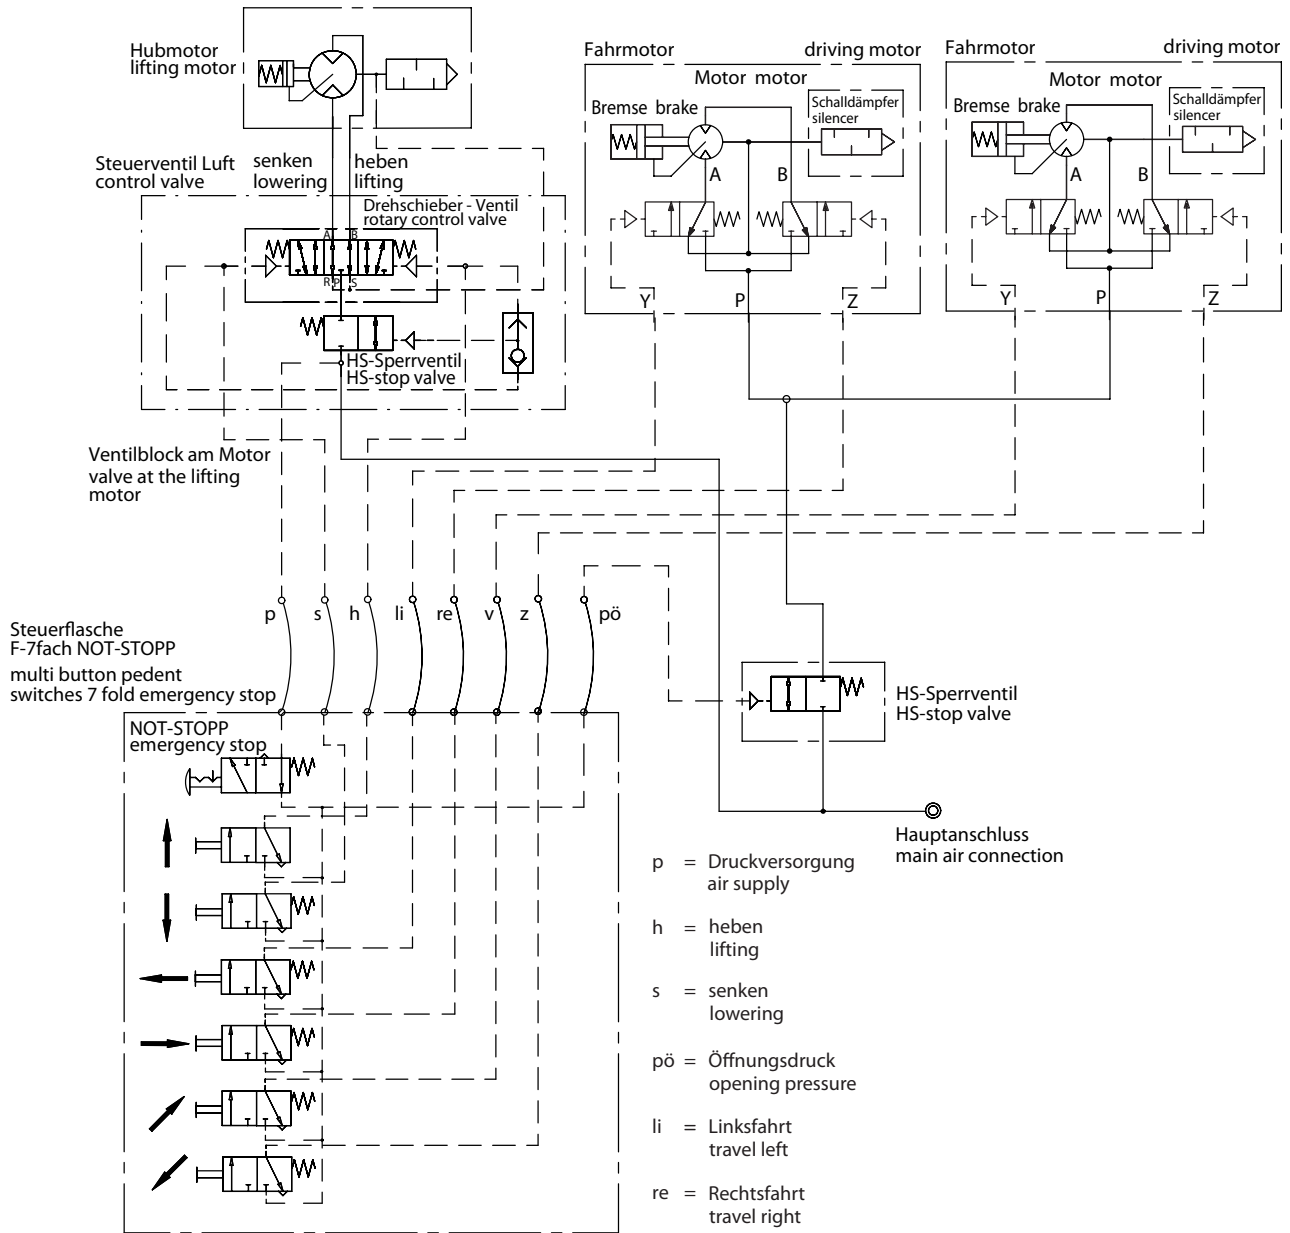 Hubmotor
lifting motor
Fahrmotor
driving motor
Motor motor
Bremse brake
Schalldämpfer
silencer
A
B
Y
P
Z
Fahrmotor
driving motor
Motor motor
Bremse brake
Schalldämpfer
silencer
A
B
Y
P
Z
Steuerventil Luft
control valve
senken
lowering
heben
lifting
Drehschieber - Ventil
rotary control valve
A
B
R
P
S
HS-Sperrventil
HS-stop valve
Ventilblock am Motor
valve at the lifting
motor
p
s
h
li
re
v
z
pö
Steuerflasche
F-7fach NOT-STOPP
multi button pedent
switches 7 fold emergency stop
NOT-STOPP
emergency stop
HS-Sperrventil
HS-stop valve
Hauptanschluss
main air connection
p = Druckversorgung
air supply
h = heben
lifting
s = senken
lowering
pö = Öffnungsdruck
opening pressure
li = Linksfahrt
travel left
re = Rechtsfahrt
travel right